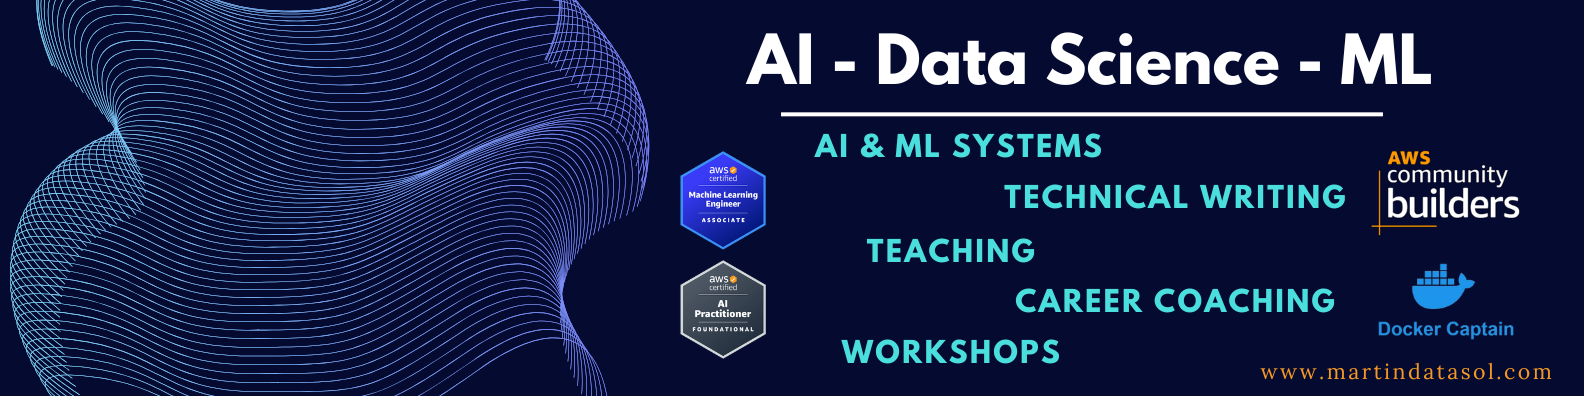 AI - Data Science - ML
AI & ML SYSTEMS
TECHNICAL WRITING
TEACHING
CAREER COACHING
WORKSHOPS
aws
certified
Machine Learning
Engineer
ASSOCIATE
aws
certified
AI
Practitioner
FOUNDATIONAL
AWS
community
builders
Docker Captain
www.martindatasol.com